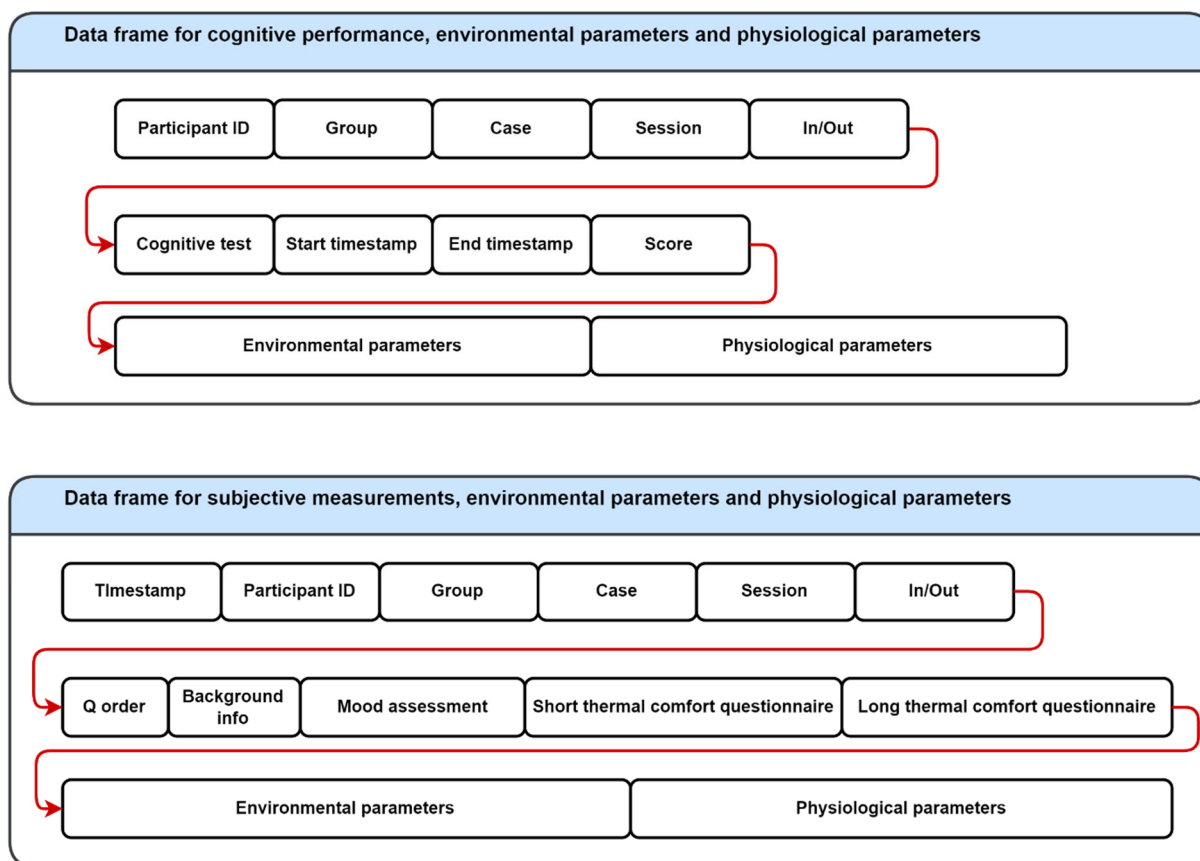 Data frame for cognitive performance, environmental parameters and physiological parameters
Participant ID Group Case Session In/Out
Cognitive test Start timestamp End timestamp Score
Environmental parameters Physiological parameters
Data frame for subjective measurements, environmental parameters and physiological parameters
TImestamp Participant ID Group Case Session In/Out
Q order Background info Mood assessment Short thermal comfort questionnaire Long thermal comfort questionnaire
Environmental parameters Physiological parameters